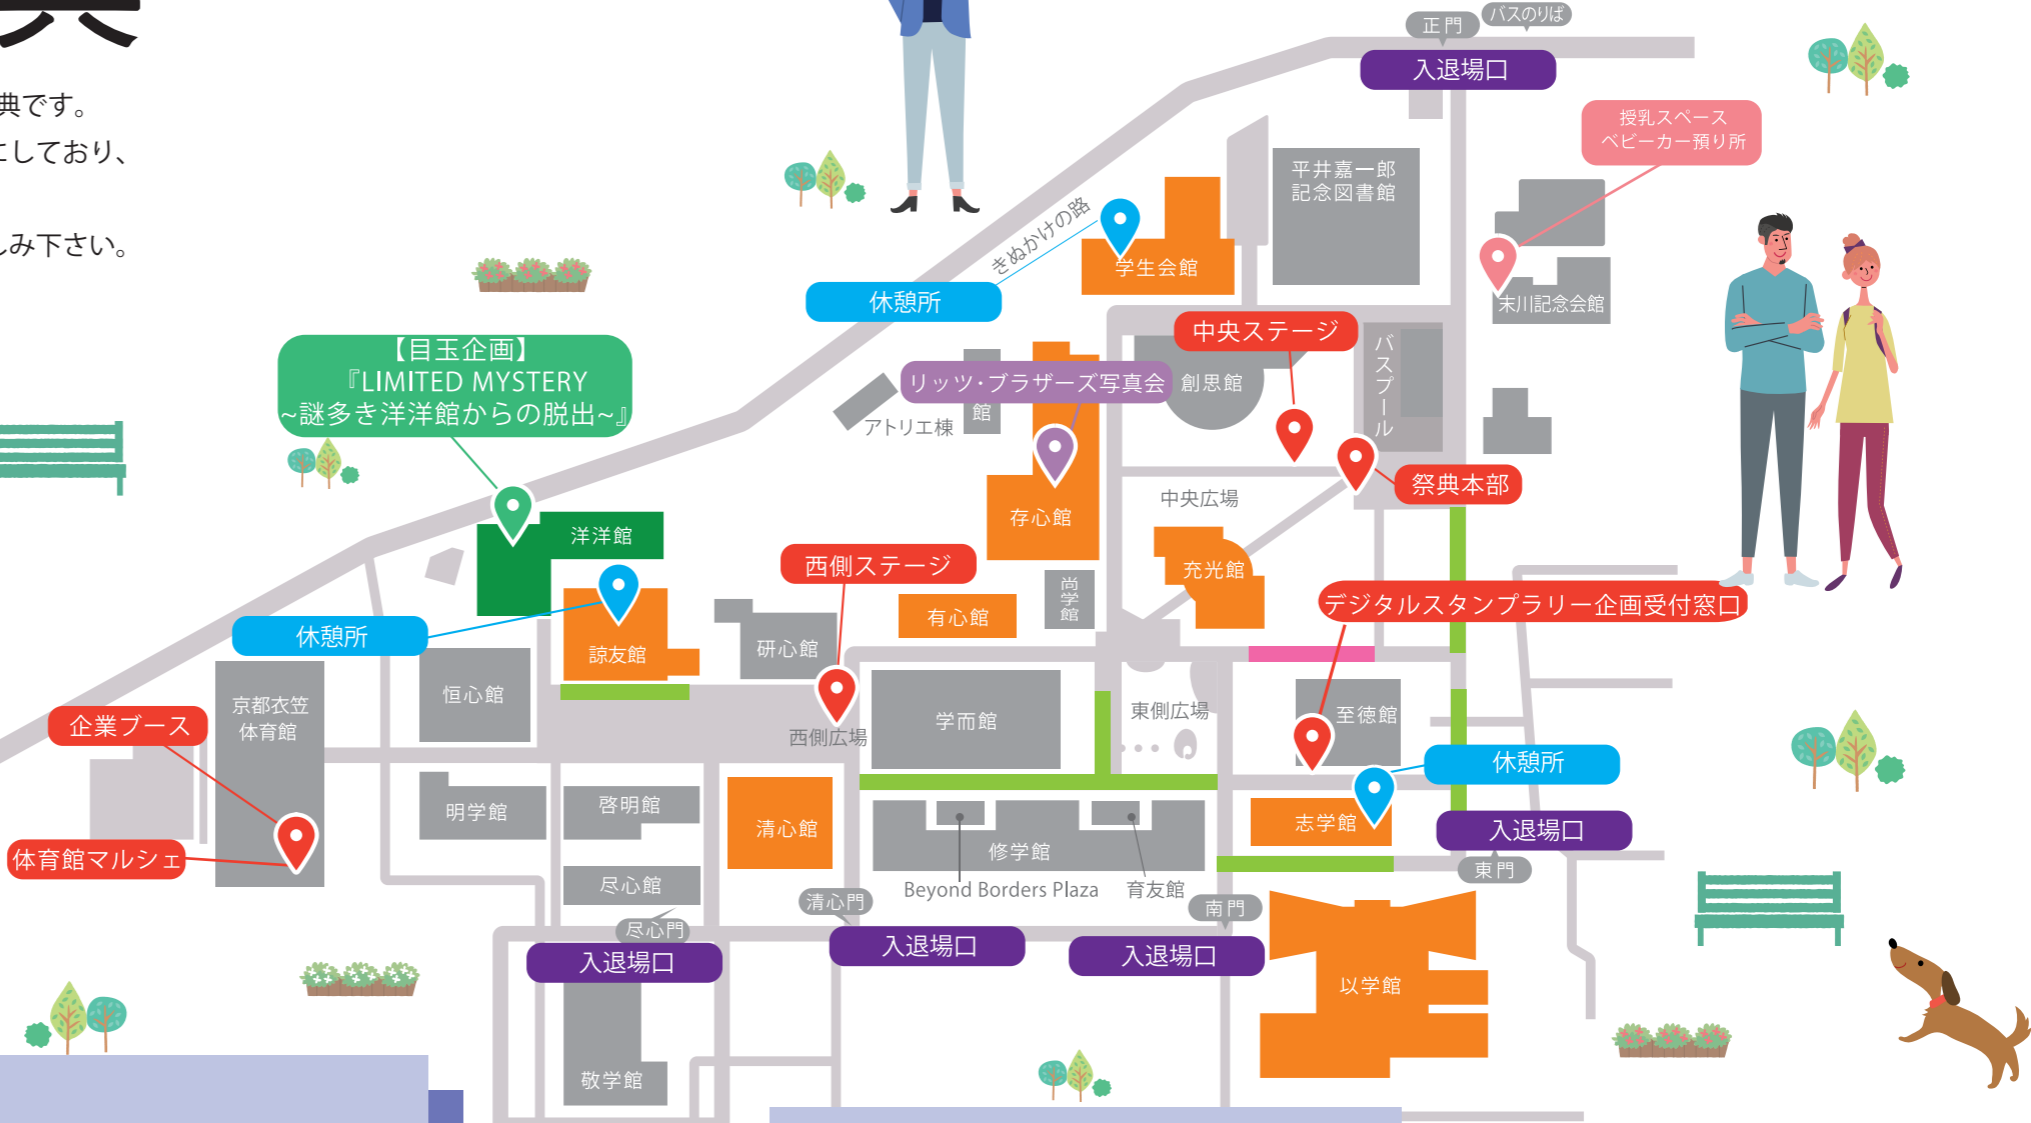 典です。
にしており、
しみ下さい。
正門
バスのりば
入退場口
授乳スペース
ベビーカー預り所
平井嘉一郎
記念図書館
きぬかけの路
学生会館
休憩所
末川記念会館
中央ステージ
バスプール
【目玉企画】
『LIMITED MYSTERY
~謎多き洋洋館からの脱出~』
リッツ・ブラザーズ写真会
創思館
館
アトリエ棟
祭典本部
中央広場
存心館
洋洋館
西側ステージ
充光館
尚学館
有心館
デジタルスタンプラリー企画受付窓口
休憩所
諒友館
研心館
恒心館
京都衣笠
体育館
企業ブース
学而館
東側広場
至徳館
西側広場
休憩所
明学館
啓明館
清心館
志学館
入退場口
体育館マルシェ
修学館
東門
尽心館
Beyond Borders Plaza
育友館
清心門
南門
尽心門
入退場口
入退場口
入退場口
以学館
敬学館